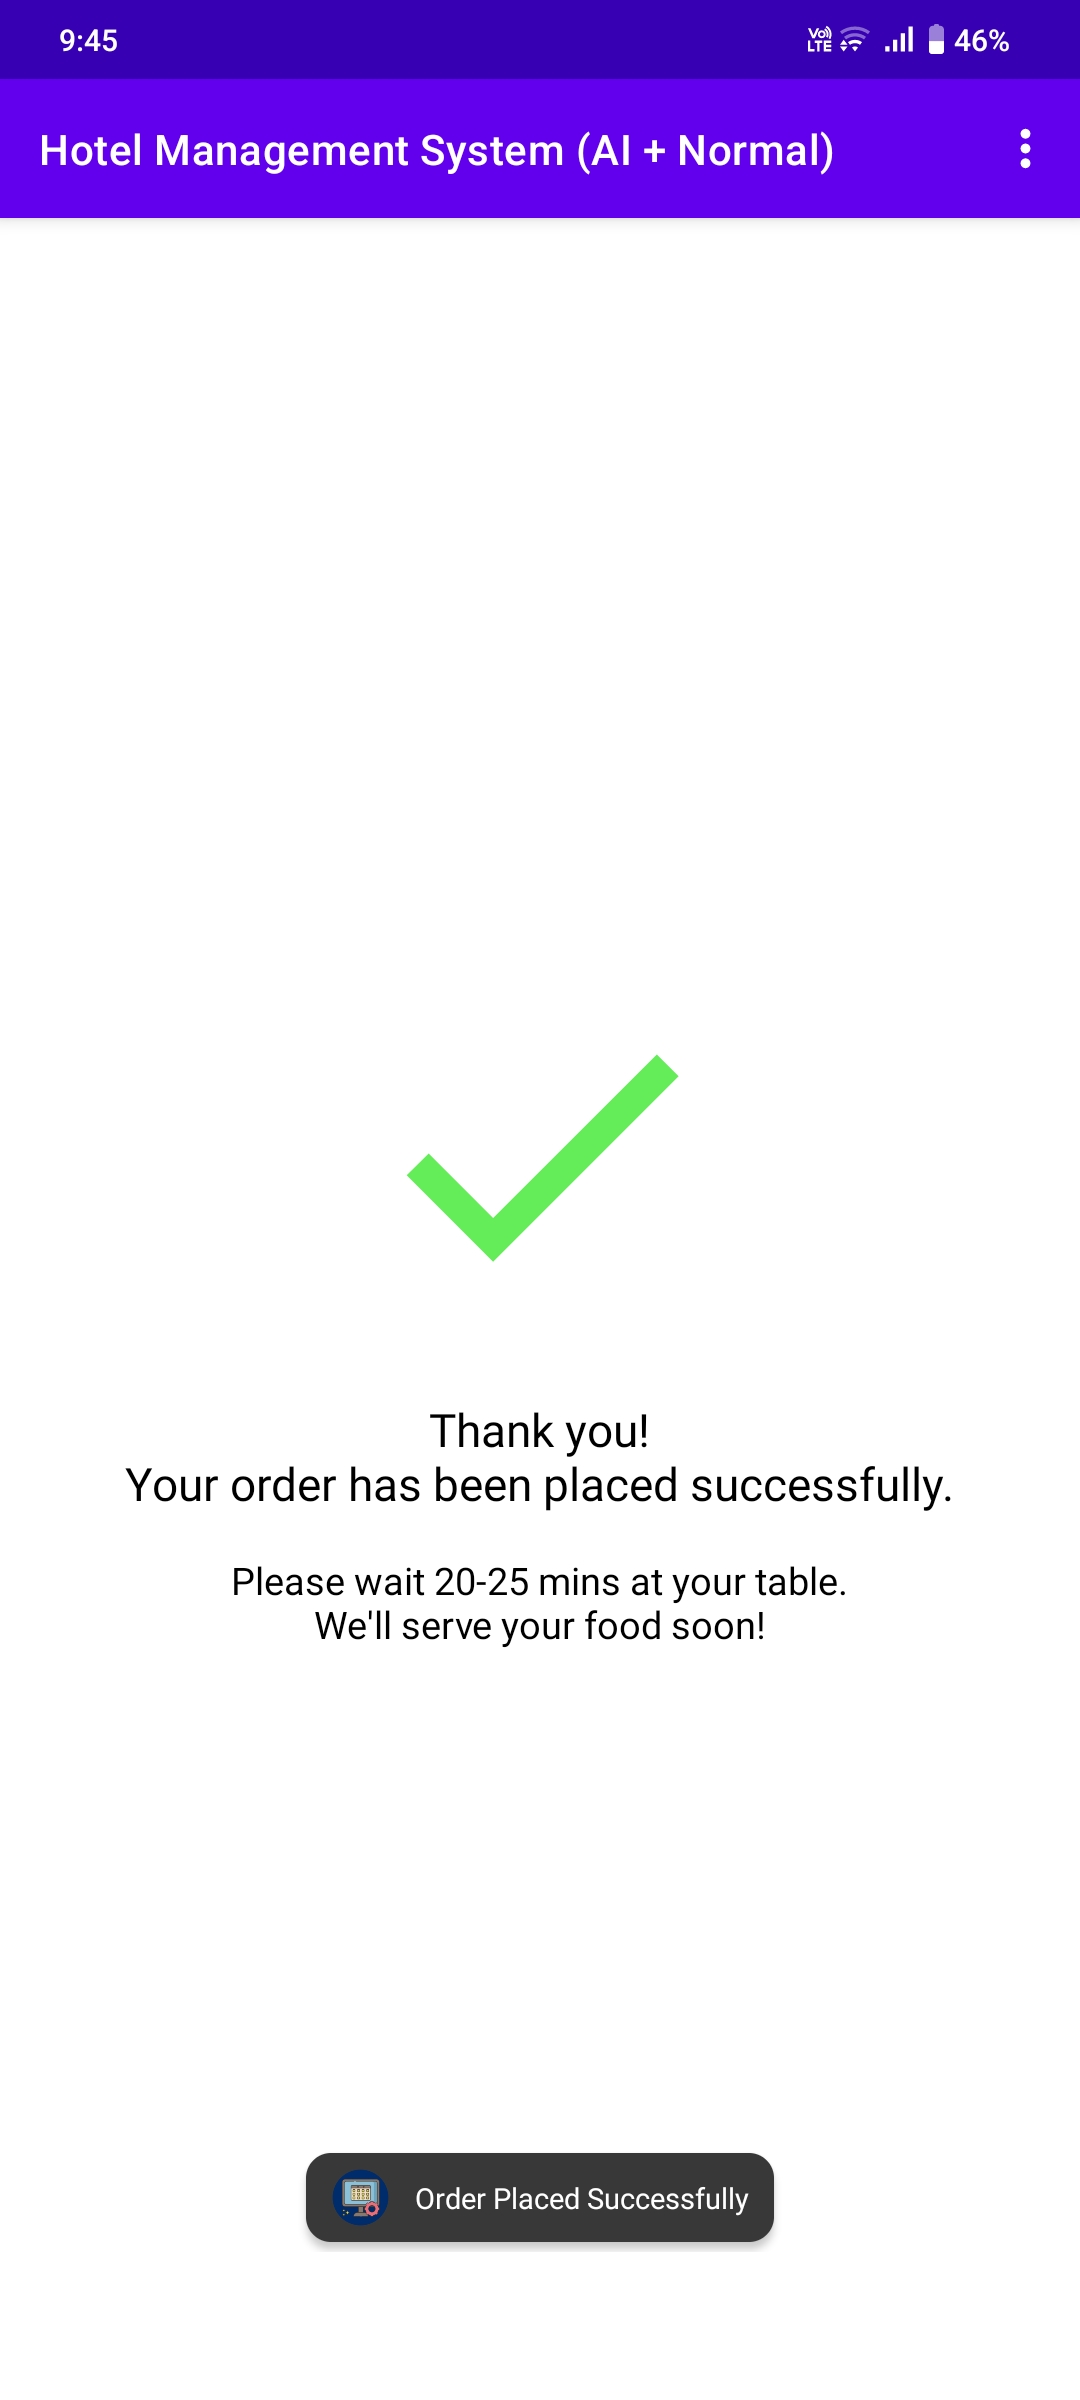 9:45
Vo) LTE 46%
Hotel Management System (AI + Normal)
Thank you!
Your order has been placed successfully.
Please wait 20-25 mins at your table.
We'll serve your food soon!
Order Placed Successfully